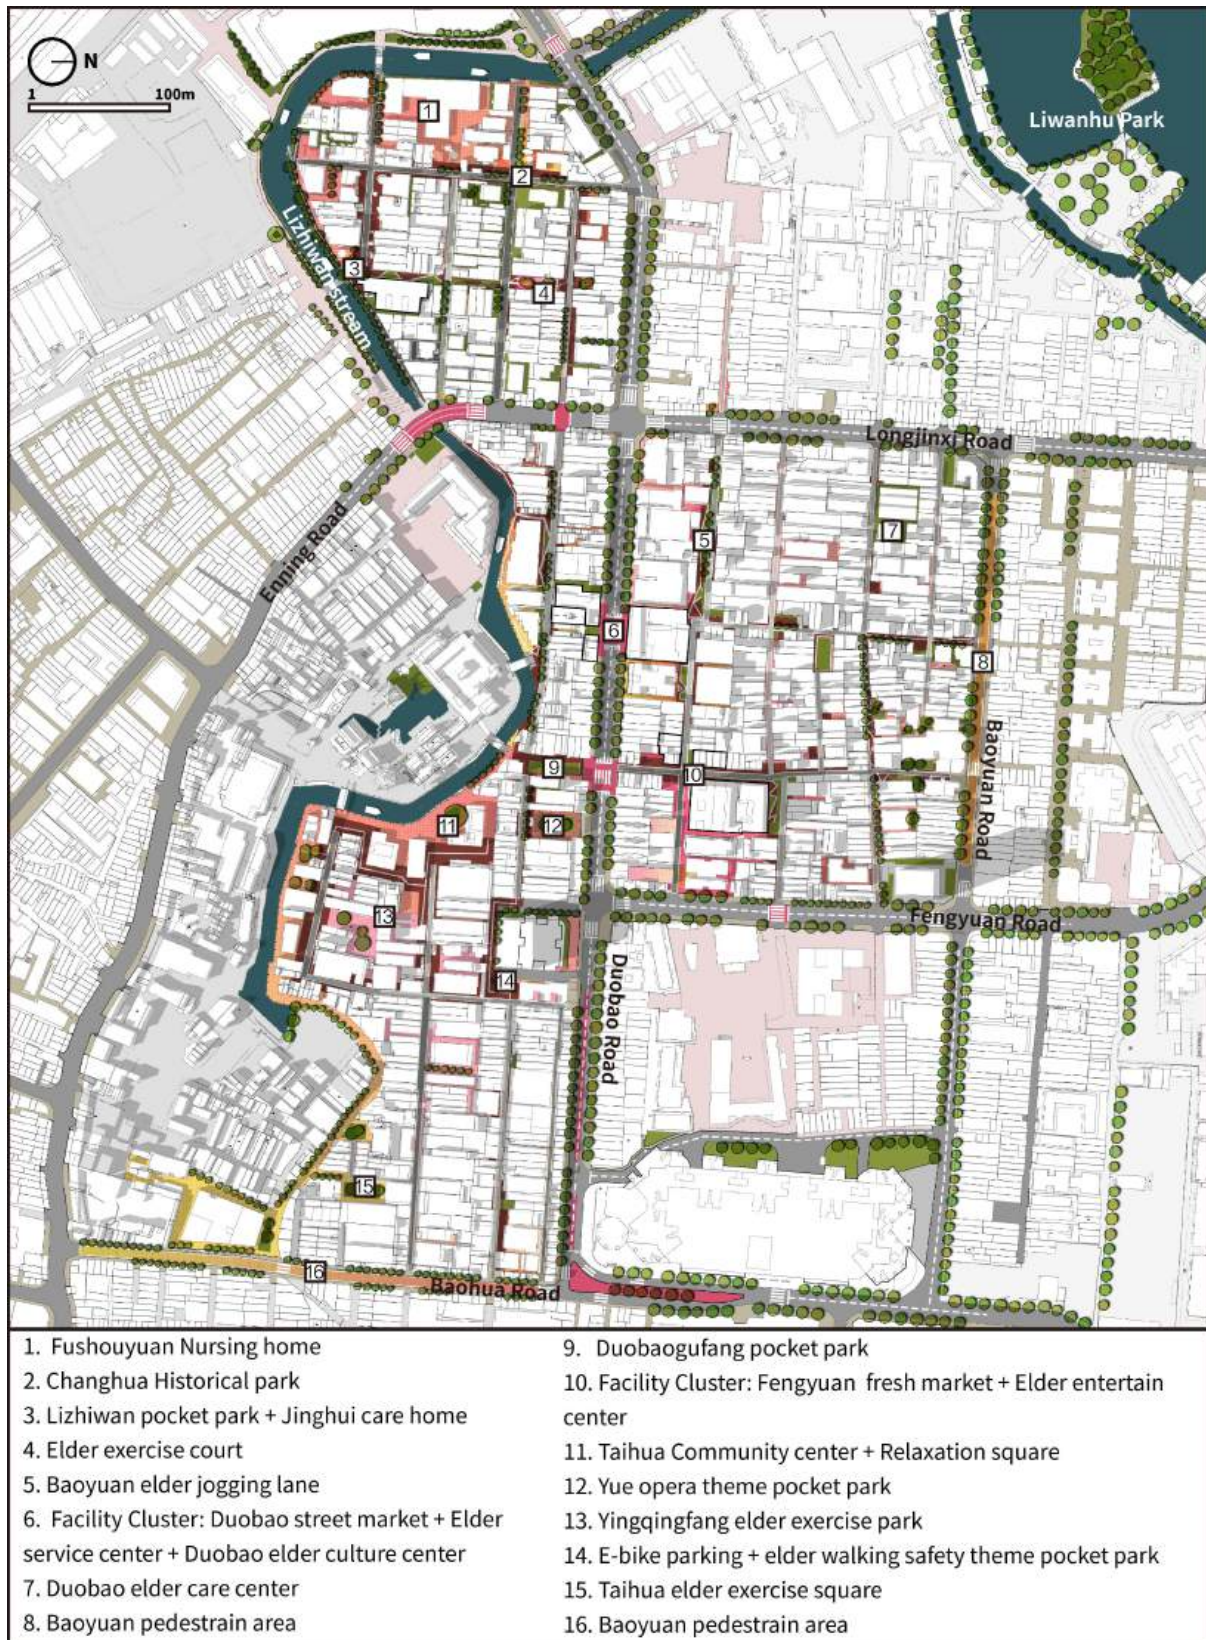 N
1 100m
Liwanhu Park
1
2
Lizhiwan stream
3
4
Longjinxj Road
Enning Road
5
7
6
8
Baoyuan Road
9
10
11
12
13
Fengyuan Road
14
Duobao Road
15
16
Baohua Road
1. Fushouyuan Nursing home
2. Changhua Historical park
3. Lizhiwan pocket park + Jinghui care home
4. Elder exercise court
5. Baoyuan elder jogging lane
6. Facility Cluster: Duobao street market + Elder
service center + Duobao elder culture center
7. Duobao elder care center
8. Baoyuan pedestrain area
9. Duobaogufang pocket park
10. Facility Cluster: Fengyuan fresh market + Elder entertain
center
11. Taihua Community center + Relaxation square
12. Yue opera theme pocket park
13. Yingqingfang elder exercise park
14. E-bike parking + elder walking safety theme pocket park
15. Taihua elder exercise square
16. Baoyuan pedestrain area